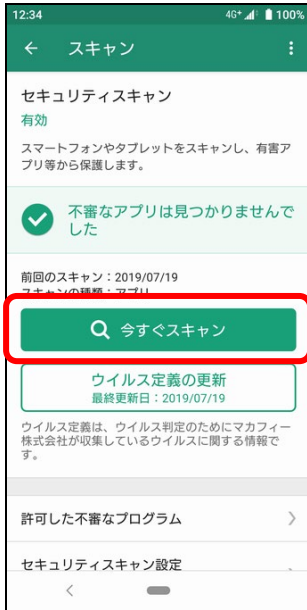 12:34 4G+ 100%
スキャン
セキュリティスキャン
有効
スマートフォンやタブレットをスキャンし、有害ア
プリ等から保護します。
不審なアプリは見つかりませんで
した
前回のスキャン：2019/07/19
スキャンの種類：アプリ
今すぐスキャン
ウイルス定義の更新
最終更新日：2019/07/19
ウイルス定義は、ウイルス判定のためにマカフィー
株式会社が収集しているウイルスに関する情報で
す。
許可した不審なプログラム
セキュリティスキャン設定